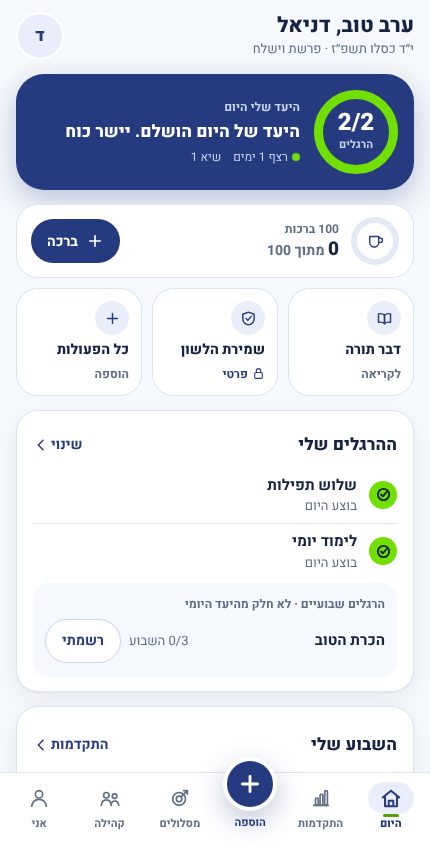 ערב טוב, דניאל
י״ד כסלו תשפ״ז · פרשת וישלח
ד
היעד שלי היום
היעד של היום הושלם. יישר כוח
רצף 1 ימים שיא 1
2/2
הרגלים
100 ברכות
0 מתוך 100
ברכה
דבר תורה
לקריאה
שמירת הלשון
פרטי
כל הפעולות
הוספה
ההרגלים שלי
שינוי
שלוש תפילות
בוצע היום
לימוד יומי
בוצע היום
הרגלים שבועיים · לא חלק מהיעד היומי
הכרת הטוב
0/3 השבוע
רשמתי
השבוע שלי
התקדמות
היום
התקדמות
הוספה
מסלולים
קהילה
אני